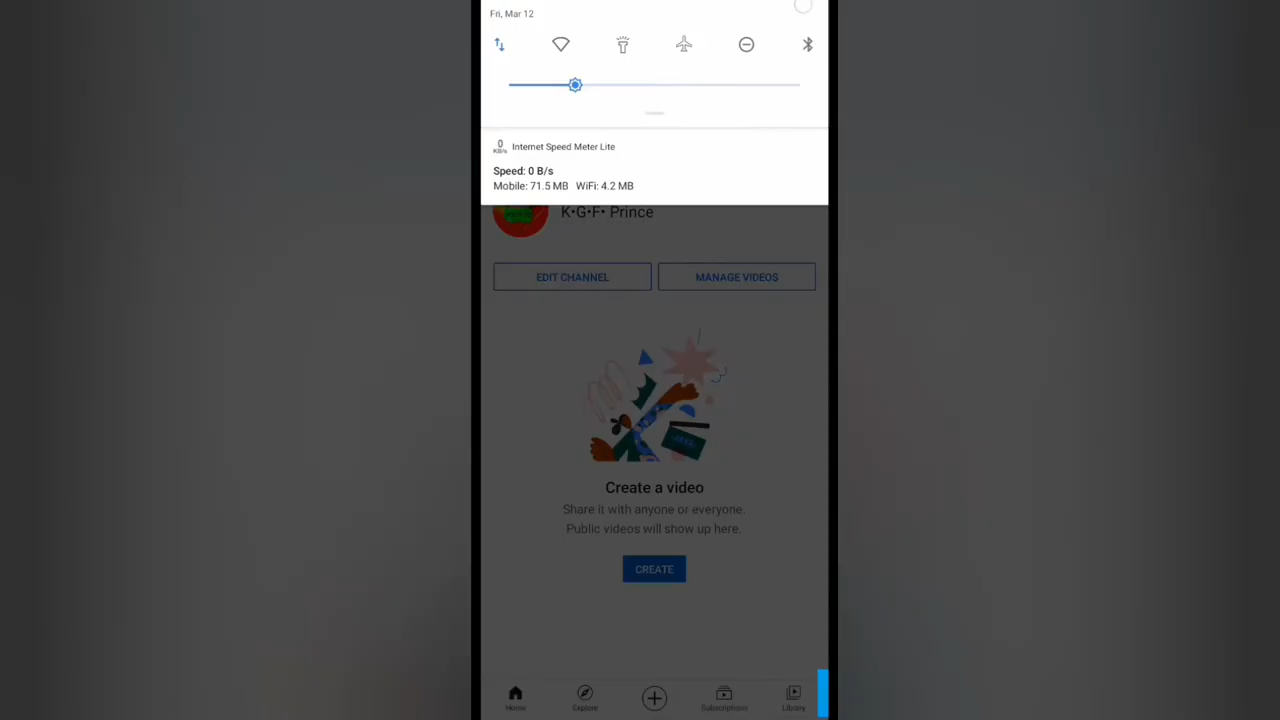 Fri, Mar 12
0
KB/s
Internet Speed Meter Lite
Speed: 0 B/s
Mobile: 71.5 MB WiFi: 4.2 MB
K•G•F• Prince
EDIT CHANNEL
MANAGE VIDEOS
Create a video
Share it with anyone or everyone.
Public videos will show up here.
CREATE
Home
Explore
Subscriptions
Library